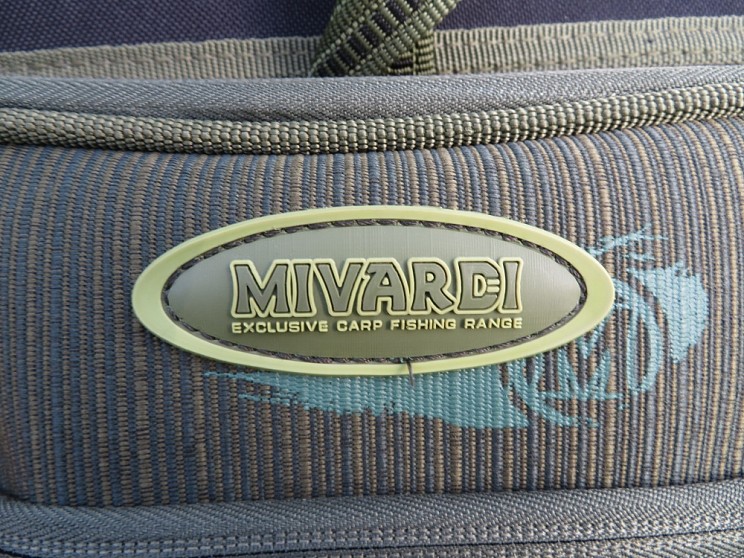 MIVARDI
EXCLUSIVE CARP FISHING RANGE